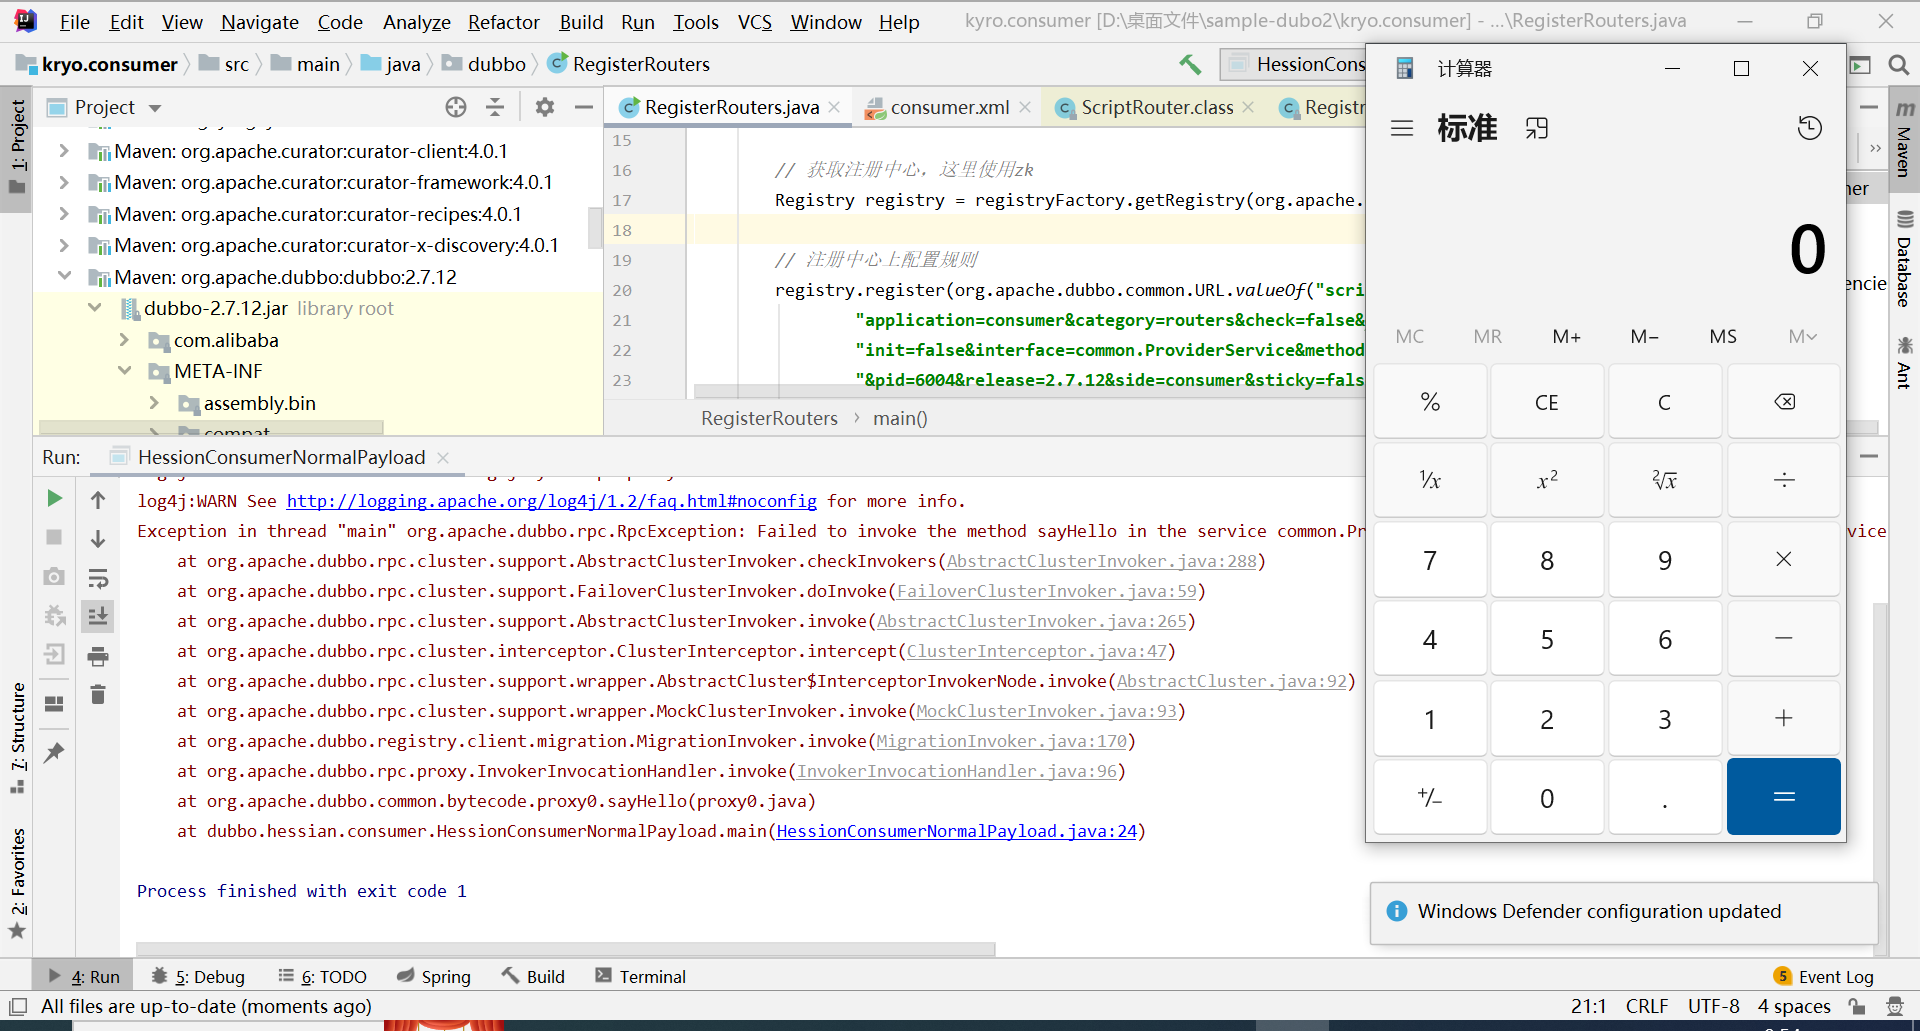 File Edit View Navigate Code Analyze Refactor Build Run Tools VCS Window Help kyro.consumer [D:\桌面文件\sample-dubo2\kryo.consumer] - ...\RegisterRouters.java
kryo.consumer src main java dubbo RegisterRouters HessionCons
1: Project
Project
Maven: org.apache.curator:curator-client:4.0.1
Maven: org.apache.curator:curator-framework:4.0.1
Maven: org.apache.curator:curator-recipes:4.0.1
Maven: org.apache.curator:curator-x-discovery:4.0.1
Maven: org.apache.dubbo:dubbo:2.7.12
dubbo-2.7.12.jar library root
com.alibaba
META-INF
assembly.bin
compat
RegisterRouters.java consumer.xml ScriptRouter.class Registr
15
16 // 获取注册中心，这里使用zk
17 Registry registry = registryFactory.getRegistry(org.apache.
18
19 // 注册中心上配置规则
20 registry.register(org.apache.dubbo.common.URL.valueOf("scri
21 "application=consumer&category=routers&check=false&
22 "init=false&interface=common.ProviderService&method
23 "&pid=6004&release=2.7.12&side=consumer&sticky=fals
RegisterRouters main()
Maven
Database
Ant
ner
encie
计算器
标准
0
MC MR M+ M− MS M
% CE C
¹/x x² ²√x ÷
7 8 9 ×
4 5 6 −
1 2 3 +
+/− 0 . =
Run: HessionConsumerNormalPayload
log4j:WARN See http://logging.apache.org/log4j/1.2/faq.html#noconfig for more info.
Exception in thread "main" org.apache.dubbo.rpc.RpcException: Failed to invoke the method sayHello in the service common.Pr vice
at org.apache.dubbo.rpc.cluster.support.AbstractClusterInvoker.checkInvokers(AbstractClusterInvoker.java:288)
at org.apache.dubbo.rpc.cluster.support.FailoverClusterInvoker.doInvoke(FailoverClusterInvoker.java:59)
at org.apache.dubbo.rpc.cluster.support.AbstractClusterInvoker.invoke(AbstractClusterInvoker.java:265)
at org.apache.dubbo.rpc.cluster.interceptor.ClusterInterceptor.intercept(ClusterInterceptor.java:47)
at org.apache.dubbo.rpc.cluster.support.wrapper.AbstractCluster$InterceptorInvokerNode.invoke(AbstractCluster.java:92)
at org.apache.dubbo.rpc.cluster.support.wrapper.MockClusterInvoker.invoke(MockClusterInvoker.java:93)
at org.apache.dubbo.registry.client.migration.MigrationInvoker.invoke(MigrationInvoker.java:170)
at org.apache.dubbo.rpc.proxy.InvokerInvocationHandler.invoke(InvokerInvocationHandler.java:96)
at org.apache.dubbo.common.bytecode.proxy0.sayHello(proxy0.java)
at dubbo.hessian.consumer.HessionConsumerNormalPayload.main(HessionConsumerNormalPayload.java:24)
Process finished with exit code 1
7: Structure
2: Favorites
Windows Defender configuration updated
4: Run 5: Debug 6: TODO Spring Build Terminal 5 Event Log
All files are up-to-date (moments ago) 21:1 CRLF UTF-8 4 spaces